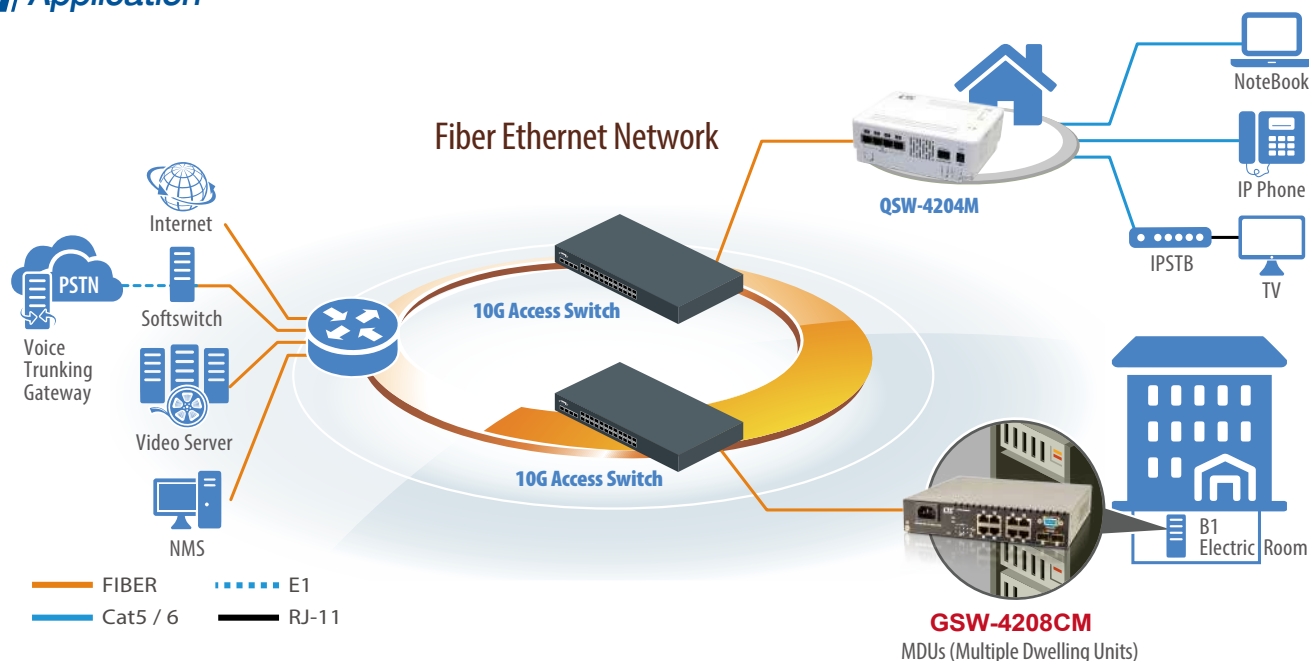 Application
Fiber Ethernet Network
Internet
PSTN
Softswitch
Voice
Trunking
Gateway
Video Server
NMS
10G Access Switch
10G Access Switch
QSW-4204M
NoteBook
IP Phone
IPSTB
TV
B1
Electric Room
GSW-4208CM
MDUs (Multiple Dwelling Units)
FIBER
E1
Cat5 / 6
RJ-11